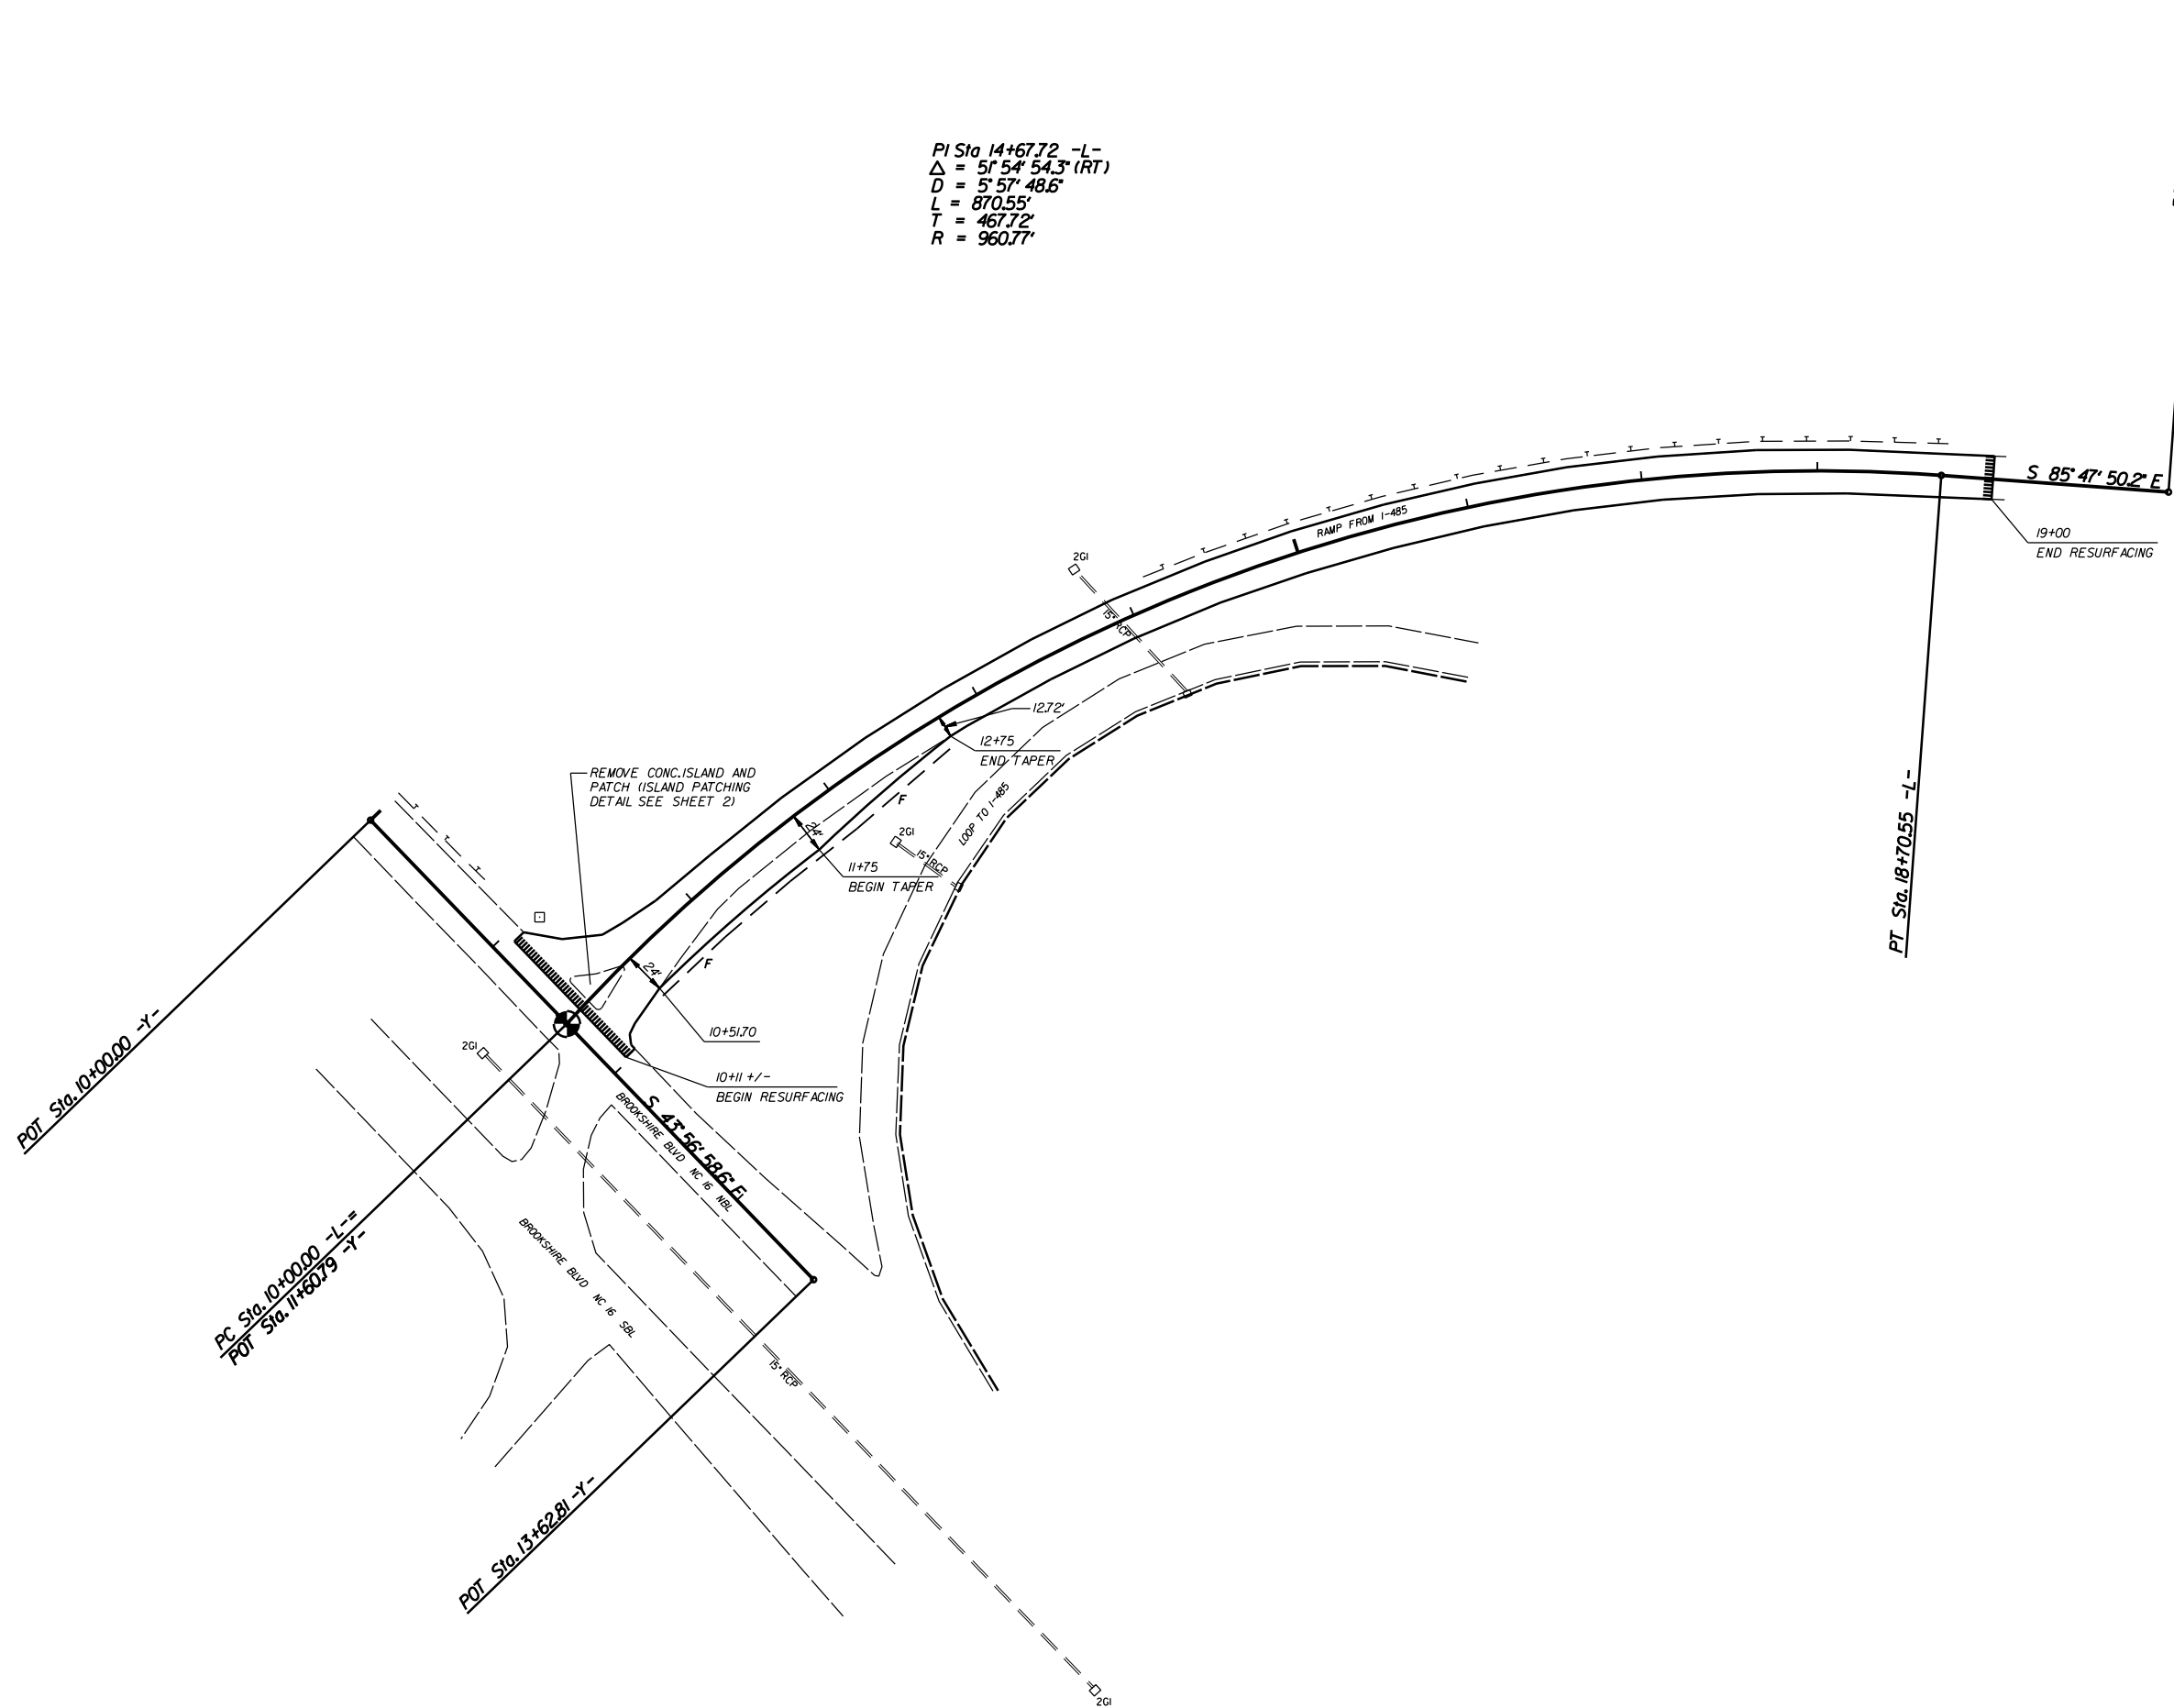 PI Sta 14+67.72 -L-
△ = 51° 54' 54.3" (RT)
D = 5° 57' 48.6"
L = 870.55'
T = 467.72'
R = 960.77'
S 85° 47' 50.2" E
19+00
END RESURFACING
RAMP FROM I-485
2GI
15" RCP
12.72'
12+75
END TAPER
REMOVE CONC. ISLAND AND
PATCH (ISLAND PATCHING
DETAIL SEE SHEET 2)
F
LOOP TO I-485
24'
2GI
15" RCP
11+75
BEGIN TAPER
PT Sta. 18+70.55 -L-
F
24'
10+51.70
2GI
10+11 +/-
BEGIN RESURFACING
POT Sta. 10+00.00 -Y-
S 43° 56' 58.6" E
BROOKSHIRE BLVD NC 16 NBL
BROOKSHIRE BLVD NC 16 SBL
PC Sta. 10+00.00 -L- =
POT Sta. 11+60.79 -Y-
15" RCP
POT Sta. 13+62.81 -Y-
2GI